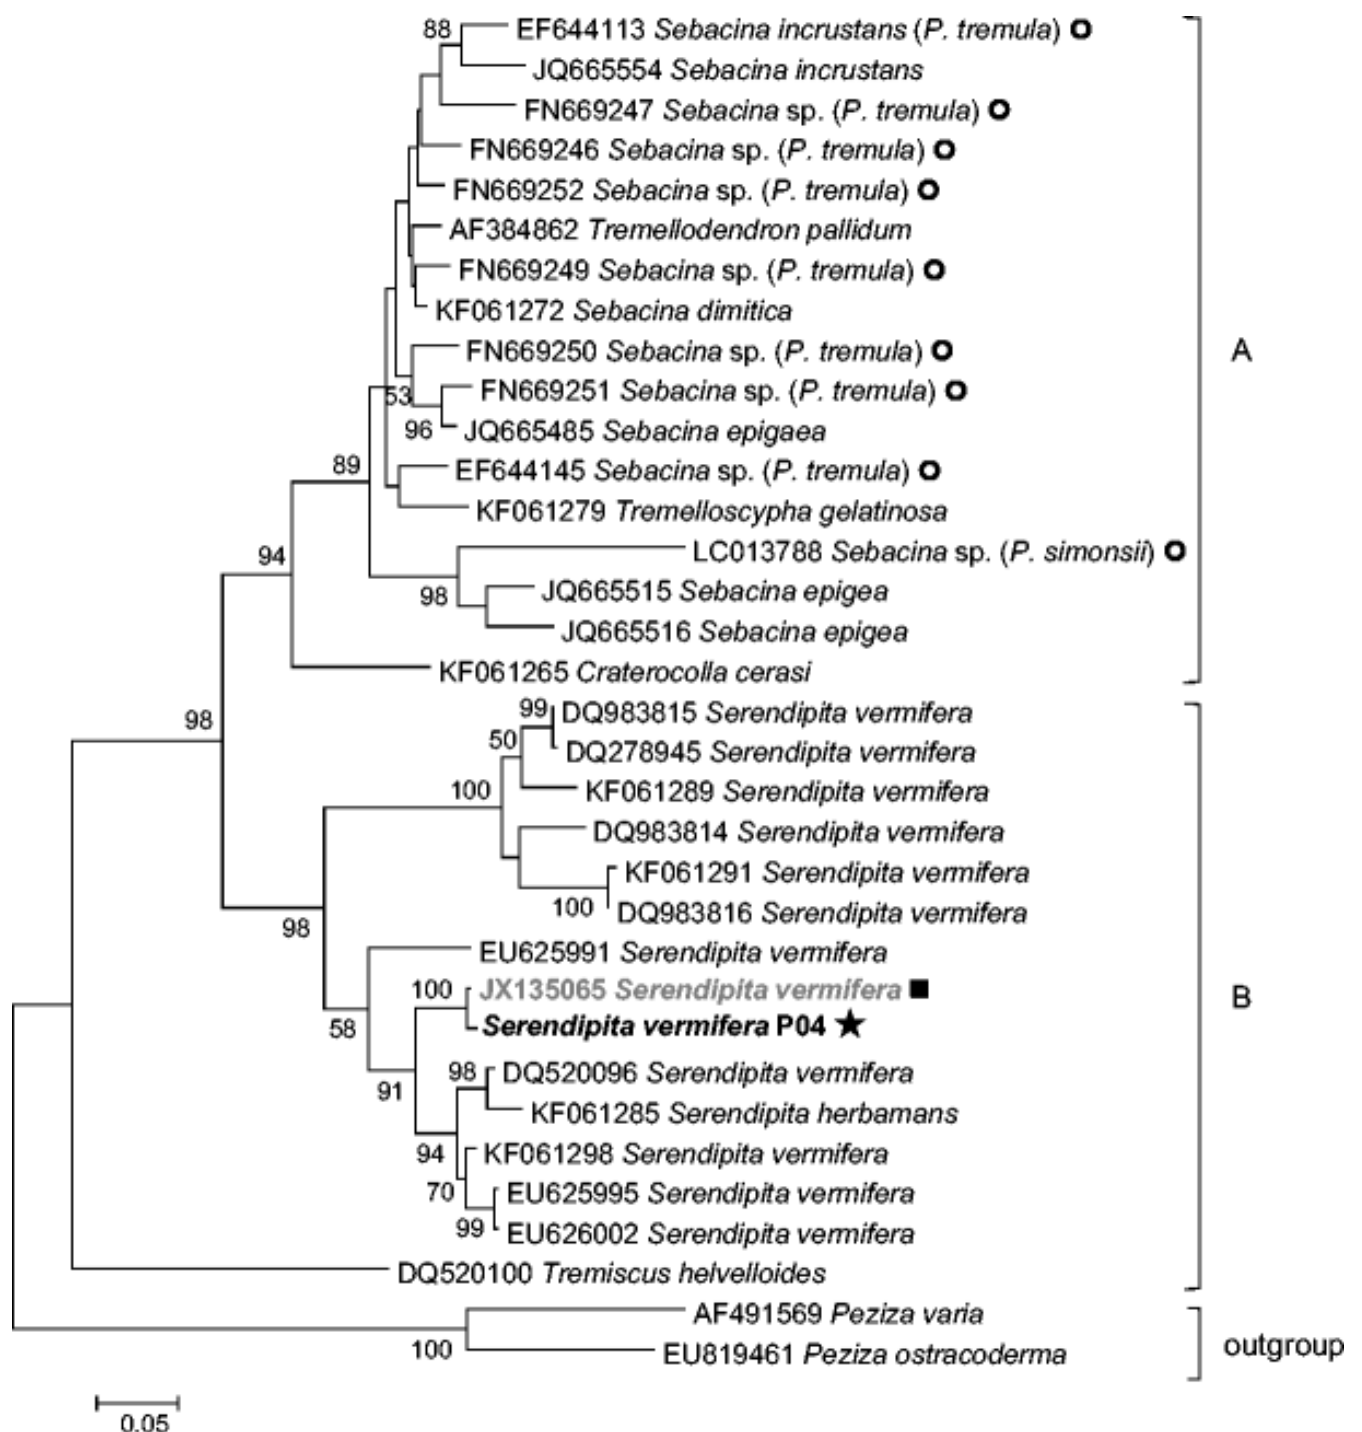 88
EF644113 Sebacina incrustans (P. tremula)
JQ665554 Sebacina incrustans
FN669247 Sebacina sp. (P. tremula)
FN669246 Sebacina sp. (P. tremula)
FN669252 Sebacina sp. (P. tremula)
AF384862 Tremellodendron pallidum
FN669249 Sebacina sp. (P. tremula)
KF061272 Sebacina dimitica
FN669250 Sebacina sp. (P. tremula)
A
53
FN669251 Sebacina sp. (P. tremula)
96
JQ665485 Sebacina epigaea
89
EF644145 Sebacina sp. (P. tremula)
KF061279 Tremelloscypha gelatinosa
94
LC013788 Sebacina sp. (P. simonsii)
98
JQ665515 Sebacina epigea
JQ665516 Sebacina epigea
KF061265 Craterocolla cerasi
98
99
DQ983815 Serendipita vermifera
50
DQ278945 Serendipita vermifera
100
KF061289 Serendipita vermifera
DQ983814 Serendipita vermifera
KF061291 Serendipita vermifera
100
DQ983816 Serendipita vermifera
98
EU625991 Serendipita vermifera
100
JX135065 Serendipita vermifera
B
58
Serendipita vermifera P04
98
DQ520096 Serendipita vermifera
91
KF061285 Serendipita herbamans
94
KF061298 Serendipita vermifera
70
EU625995 Serendipita vermifera
99
EU626002 Serendipita vermifera
DQ520100 Tremiscus helvelloides
AF491569 Peziza varia
100
EU819461 Peziza ostracoderma
outgroup
0.05